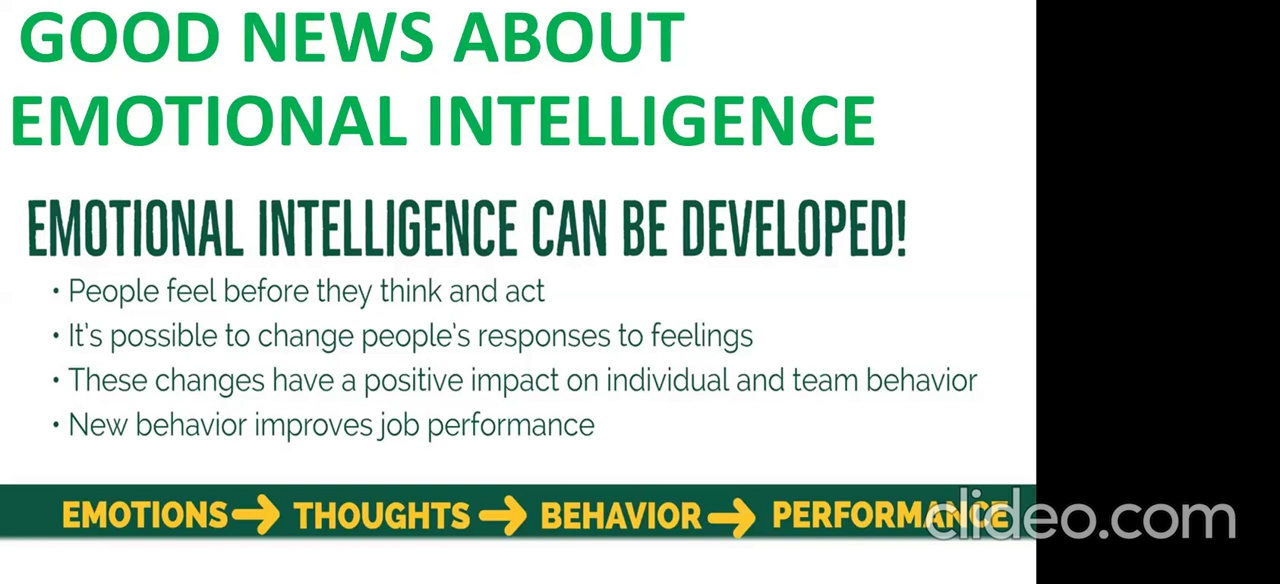 GOOD NEWS ABOUT
EMOTIONAL INTELLIGENCE
EMOTIONAL INTELLIGENCE CAN BE DEVELOPED!
• People feel before they think and act
• It's possible to change people's responses to feelings
• These changes have a positive impact on individual and team behavior
• New behavior improves job performance
EMOTIONS → THOUGHTS → BEHAVIOR → PERFORMANCE
clideo.com